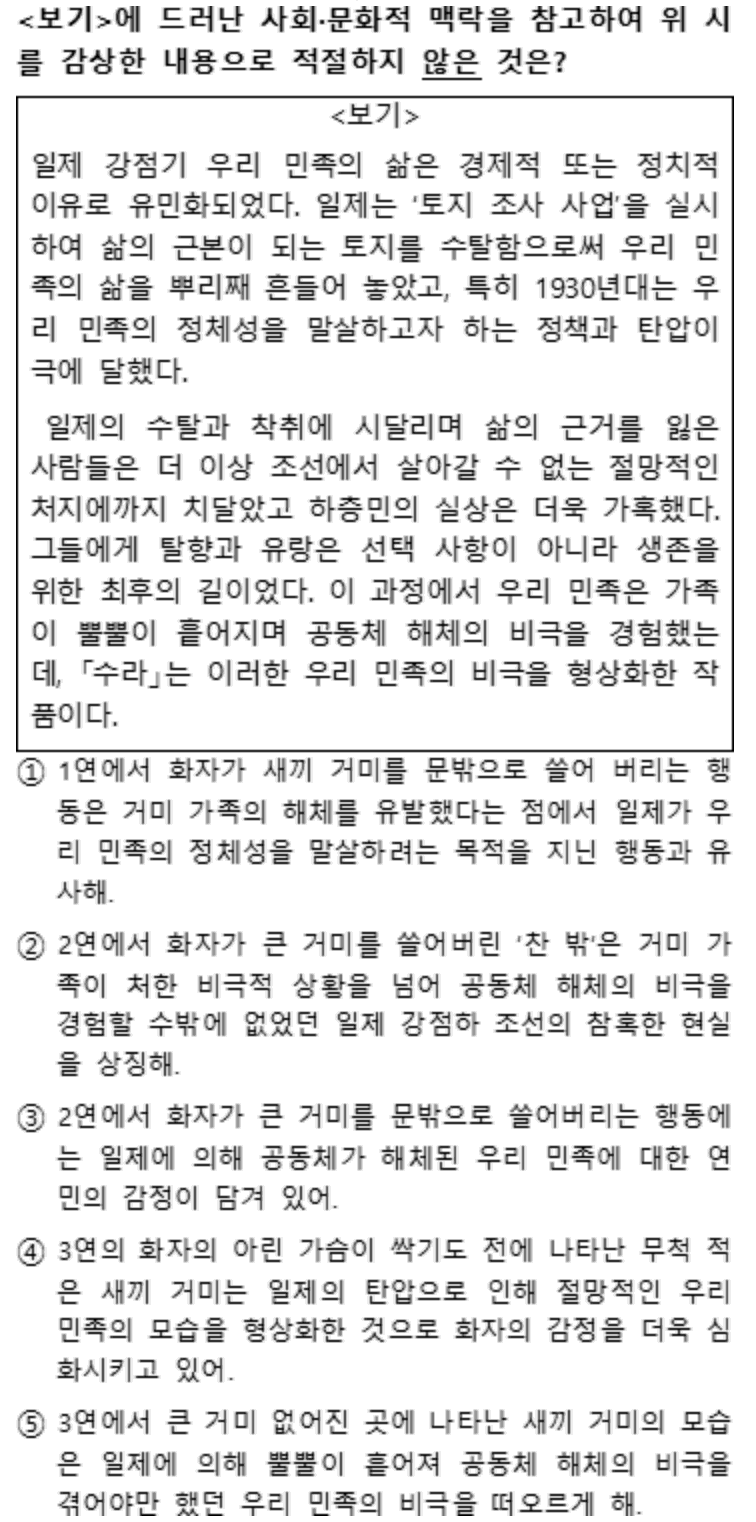 <보기>에 드러난 사회·문화적 맥락을 참고하여 위 시
를 감상한 내용으로 적절하지 않은 것은?
<보기>
일제 강점기 우리 민족의 삶은 경제적 또는 정치적
이유로 유민화되었다. 일제는 '토지 조사 사업'을 실시
하여 삶의 근본이 되는 토지를 수탈함으로써 우리 민
족의 삶을 뿌리째 흔들어 놓았고, 특히 1930년대는 우
리 민족의 정체성을 말살하고자 하는 정책과 탄압이
극에 달했다.
일제의 수탈과 착취에 시달리며 삶의 근거를 잃은
사람들은 더 이상 조선에서 살아갈 수 없는 절망적인
처지에까지 치달았고 하층민의 실상은 더욱 가혹했다.
그들에게 탈향과 유랑은 선택 사항이 아니라 생존을
위한 최후의 길이었다. 이 과정에서 우리 민족은 가족
이 뿔뿔이 흩어지며 공동체 해체의 비극을 경험했는
데, 「수라」는 이러한 우리 민족의 비극을 형상화한 작
품이다.
① 1연에서 화자가 새끼 거미를 문밖으로 쓸어 버리는 행
동은 거미 가족의 해체를 유발했다는 점에서 일제가 우
리 민족의 정체성을 말살하려는 목적을 지닌 행동과 유
사해.
② 2연에서 화자가 큰 거미를 쓸어버린 '찬 밖'은 거미 가
족이 처한 비극적 상황을 넘어 공동체 해체의 비극을
경험할 수밖에 없었던 일제 강점하 조선의 참혹한 현실
을 상징해.
③ 2연에서 화자가 큰 거미를 문밖으로 쓸어버리는 행동에
는 일제에 의해 공동체가 해체된 우리 민족에 대한 연
민의 감정이 담겨 있어.
④ 3연의 화자의 아린 가슴이 싹기도 전에 나타난 무척 적
은 새끼 거미는 일제의 탄압으로 인해 절망적인 우리
민족의 모습을 형상화한 것으로 화자의 감정을 더욱 심
화시키고 있어.
⑤ 3연에서 큰 거미 없어진 곳에 나타난 새끼 거미의 모습
은 일제에 의해 뿔뿔이 흩어져 공동체 해체의 비극을
겪어야만 했던 우리 민족의 비극을 떠오르게 해.